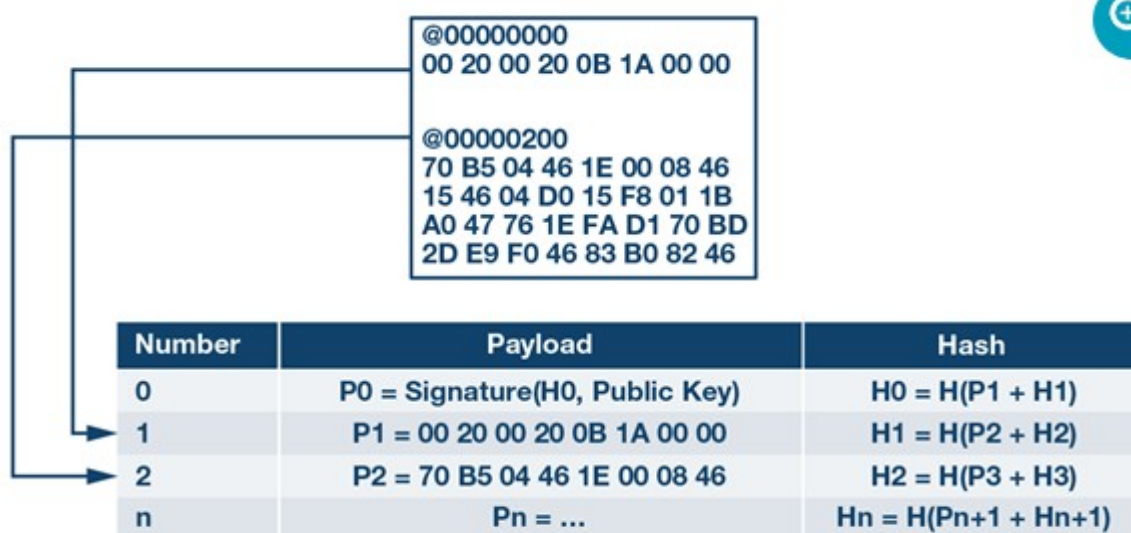 @00000000
00 20 00 20 0B 1A 00 00
@00000200
70 B5 04 46 1E 00 08 46
15 46 04 D0 15 F8 01 1B
A0 47 76 1E FA D1 70 BD
2D E9 F0 46 83 B0 82 46
Number Payload Hash
0 P0 = Signature(H0, Public Key) H0 = H(P1 + H1)
1 P1 = 00 20 00 20 0B 1A 00 00 H1 = H(P2 + H2)
2 P2 = 70 B5 04 46 1E 00 08 46 H2 = H(P3 + H3)
n Pn = ... Hn = H(Pn+1 + Hn+1)